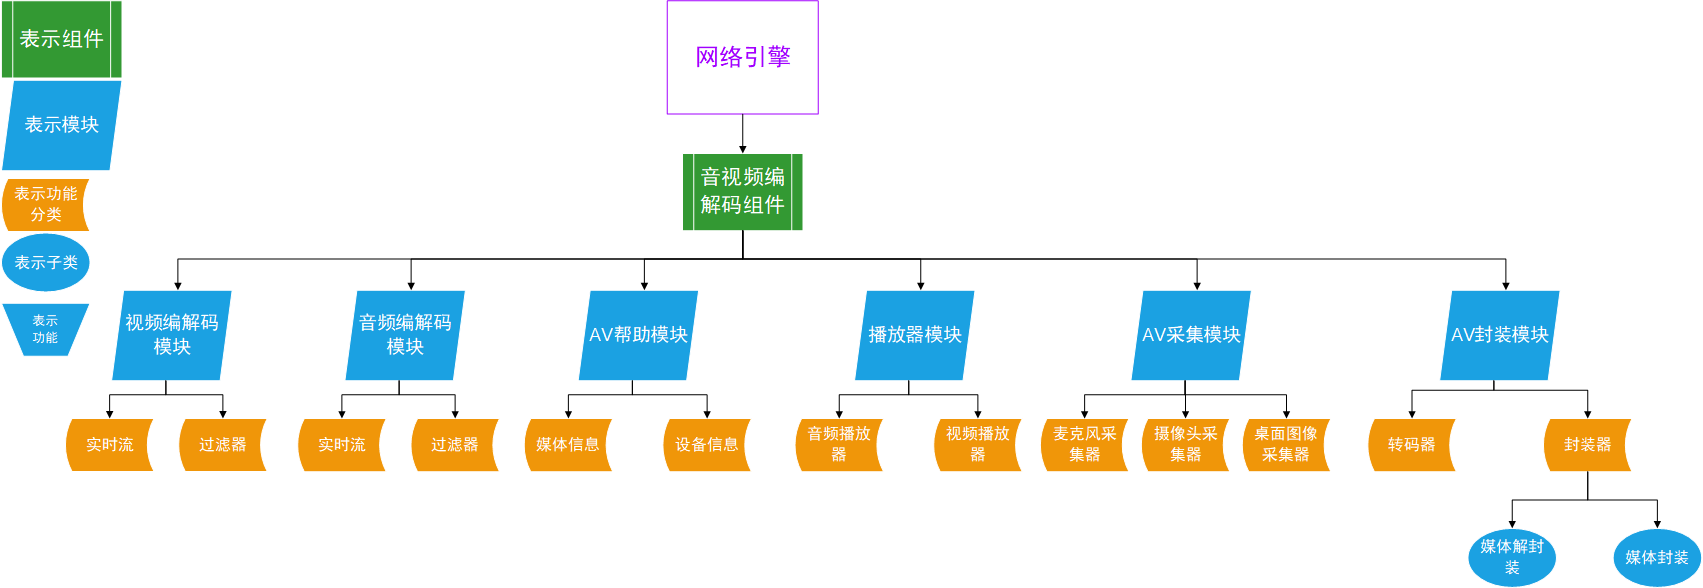 表示组件
表示模块
表示功能
分类
表示子类
表示
功能
网络引擎
音视频编
解码组件
视频编解码
模块
音频编解码
模块
AV帮助模块
播放器模块
AV采集模块
AV封装模块
实时流
过滤器
实时流
过滤器
媒体信息
设备信息
音频播放
器
视频播放
器
麦克风采
集器
摄像头采
集器
桌面图像
采集器
转码器
封装器
媒体解封
装
媒体封装